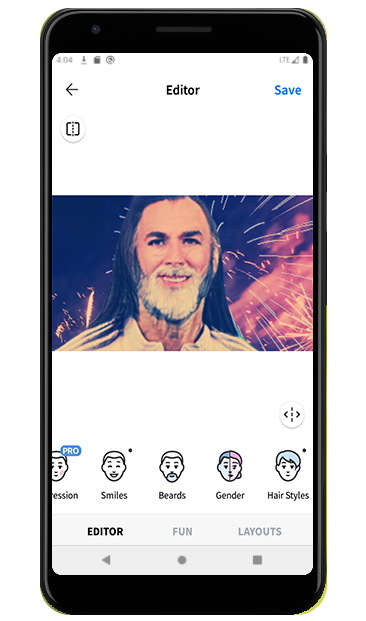 4:04 LTE
Editor Save
PRO
ression Smiles Beards Gender Hair Styles
EDITOR FUN LAYOUTS